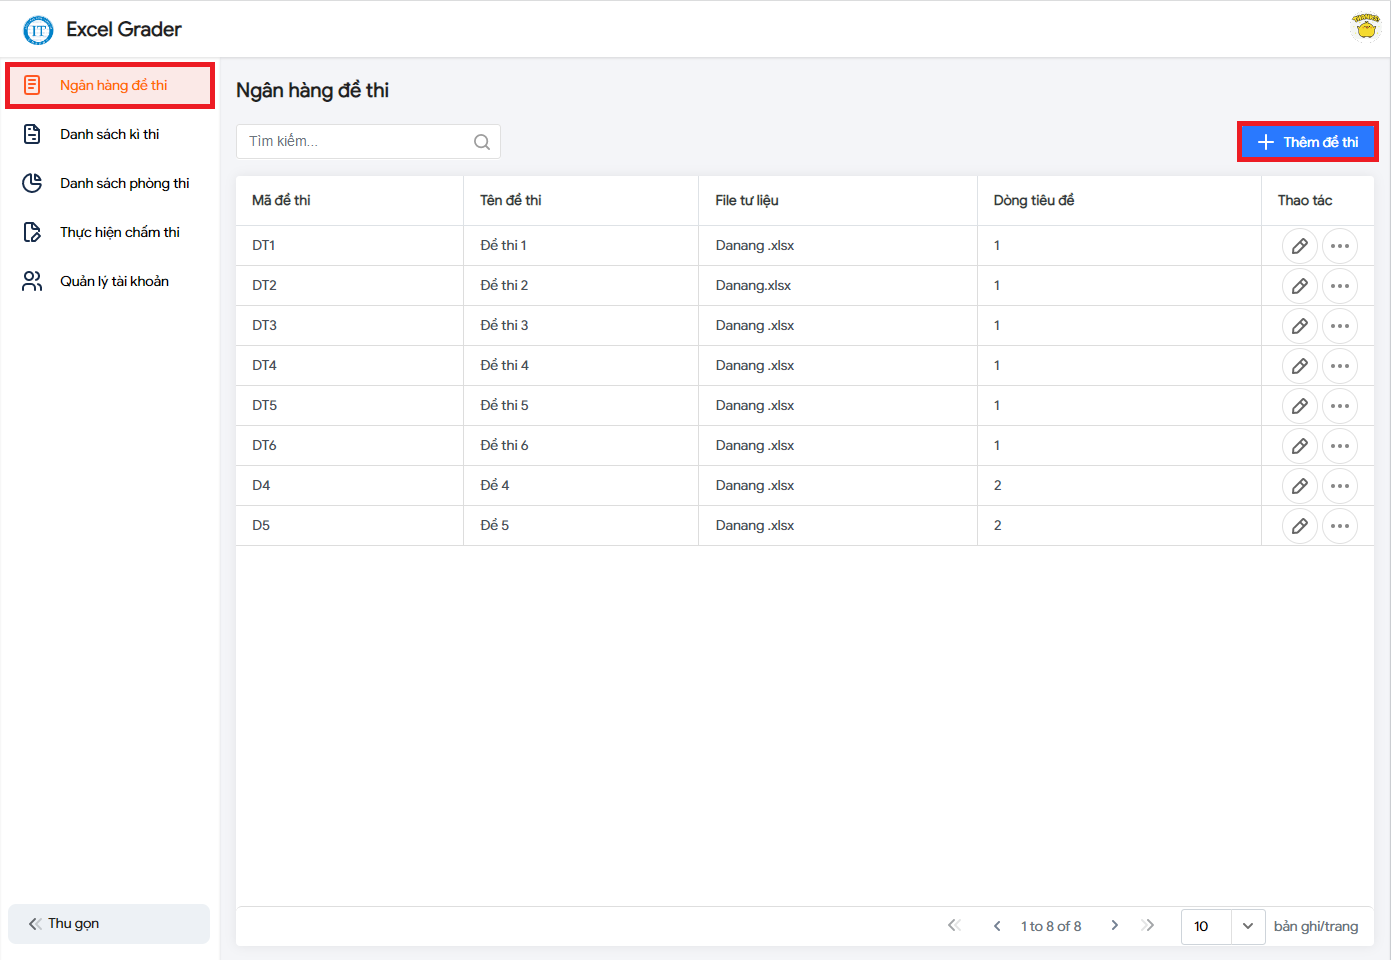 IT Excel Grader
THANKS!
Ngân hàng đề thi
Danh sách kì thi
Danh sách phòng thi
Thực hiện chấm thi
Quản lý tài khoản
Thu gọn
Ngân hàng đề thi
Tìm kiếm...
Thêm đề thi
Mã đề thi Tên đề thi File tư liệu Dòng tiêu đề Thao tác
DT1 Đề thi 1 Danang .xlsx 1
DT2 Đề thi 2 Danang.xlsx 1
DT3 Đề thi 3 Danang .xlsx 1
DT4 Đề thi 4 Danang .xlsx 1
DT5 Đề thi 5 Danang .xlsx 1
DT6 Đề thi 6 Danang .xlsx 1
D4 Đề 4 Danang .xlsx 2
D5 Đề 5 Danang .xlsx 2
1 to 8 of 8 10 bản ghi/trang